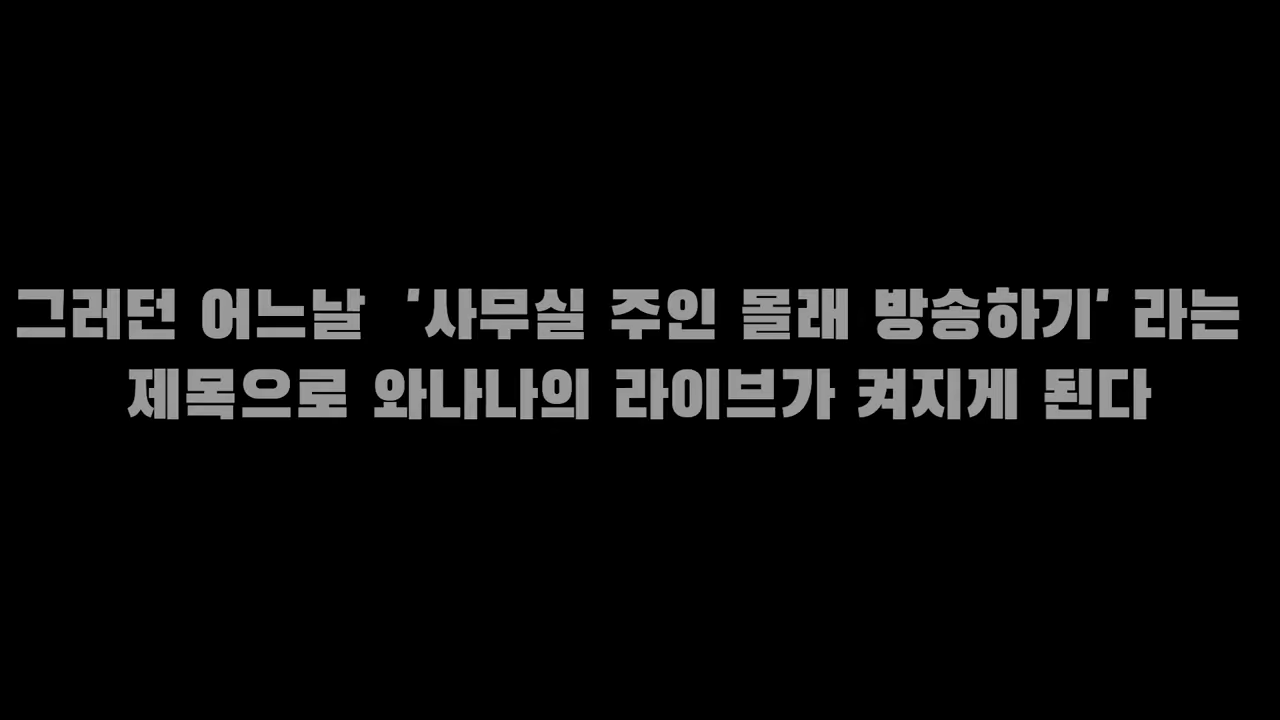 그러던 어느날 '사무실 주인 몰래 방송하기' 라는
제목으로 와나나의 라이브가 켜지게 된다